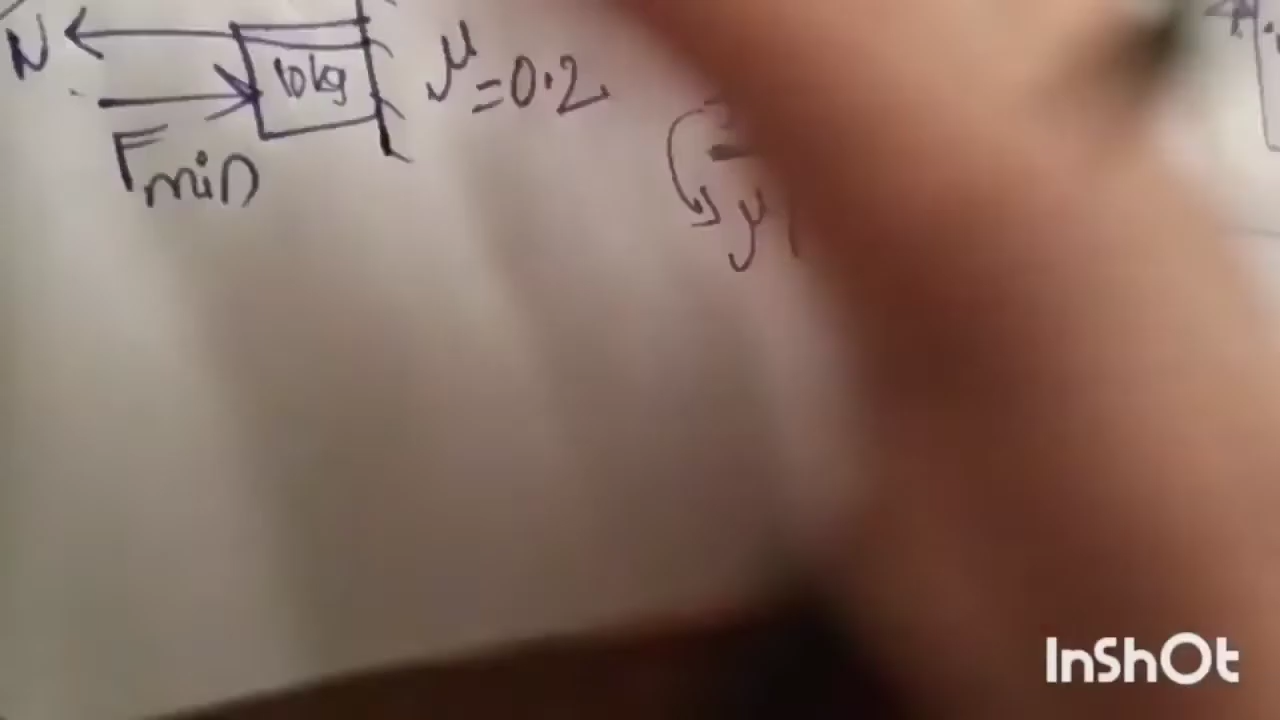 N
10kg
μ=0.2
Fmin
μ
InShOt